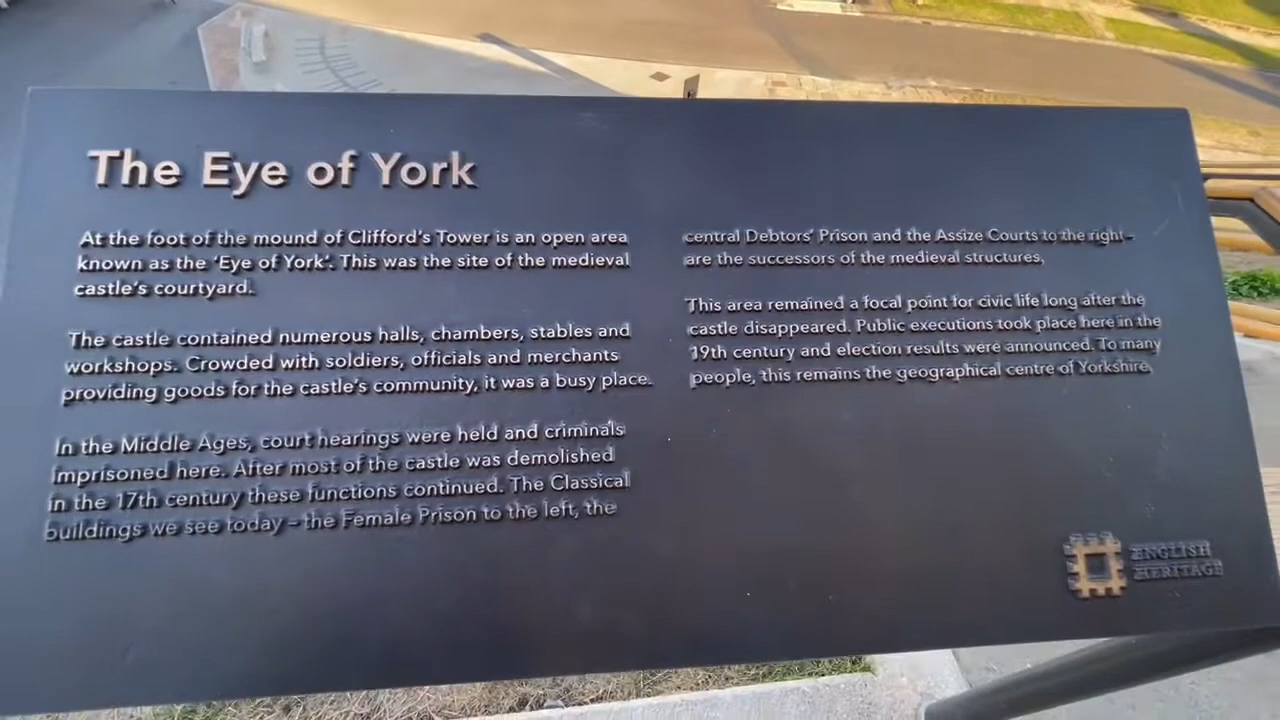 The Eye of York
At the foot of the mound of Clifford's Tower is an open area
known as the 'Eye of York'. This was the site of the medieval
castle's courtyard.
The castle contained numerous halls, chambers, stables and
workshops. Crowded with soldiers, officials and merchants
providing goods for the castle's community, it was a busy place.
In the Middle Ages, court hearings were held and criminals
imprisoned here. After most of the castle was demolished
in the 17th century these functions continued. The Classical
buildings we see today – the Female Prison to the left, the
central Debtors' Prison and the Assize Courts to the right –
are the successors of the medieval structures.
This area remained a focal point for civic life long after the
castle disappeared. Public executions took place here in the
19th century and election results were announced. To many
people, this remains the geographical centre of Yorkshire.
ENGLISH
HERITAGE